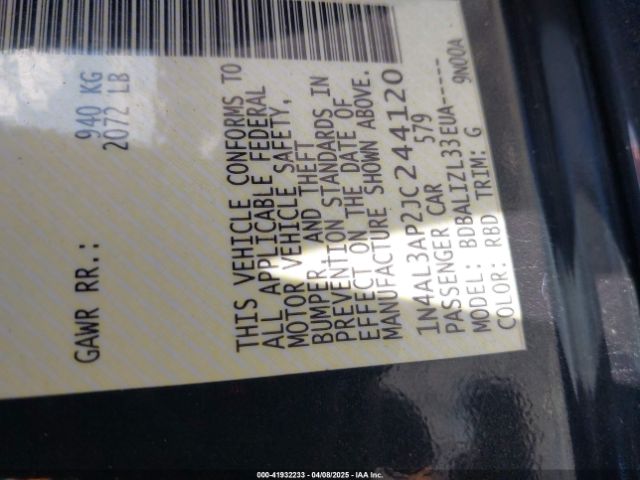 GAWR RR.: 940 KG
2072 LB
THIS VEHICLE CONFORMS TO
ALL APPLICABLE FEDERAL
MOTOR VEHICLE SAFETY,
BUMPER AND THEFT
PREVENTION STANDARDS IN
EFFECT ON THE DATE OF
MANUFACTURE SHOWN ABOVE.
1N4AL3AP2JC244120
PASSENGER CAR 579
MODEL: BDBALIZL33EUA-----
COLOR: RBD TRIM: G 9N00A
000-41932233 - 04/08/2025 - IAA Inc.